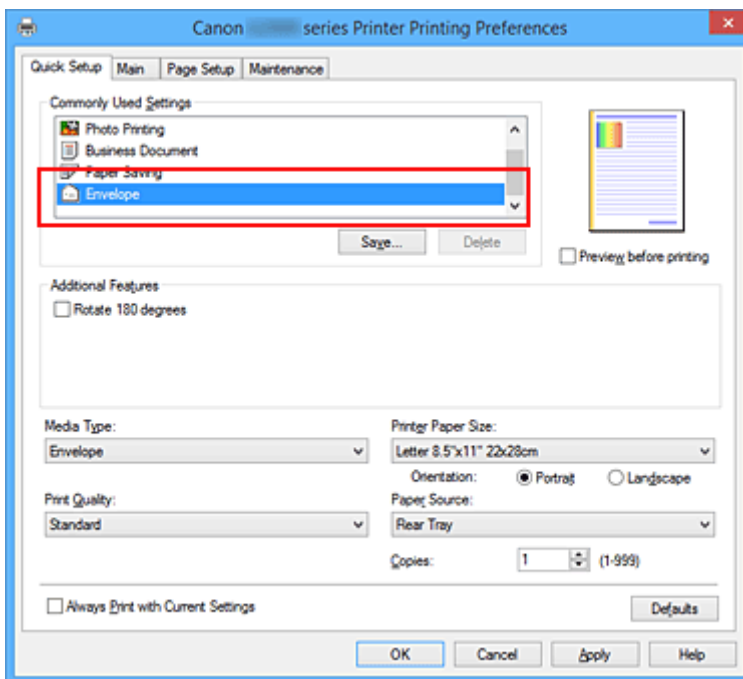 Canon series Printer Printing Preferences
Quick Setup Main Page Setup Maintenance
Commonly Used Settings
Photo Printing
Business Document
Paper Saving
Envelope
Save... Delete
Preview before printing
Additional Features
Rotate 180 degrees
Media Type: Printer Paper Size:
Envelope Letter 8.5"x11" 22x28cm
Orientation: Portrait Landscape
Print Quality: Paper Source:
Standard Rear Tray
Copies: 1 (1-999)
Always Print with Current Settings Defaults
OK Cancel Apply Help